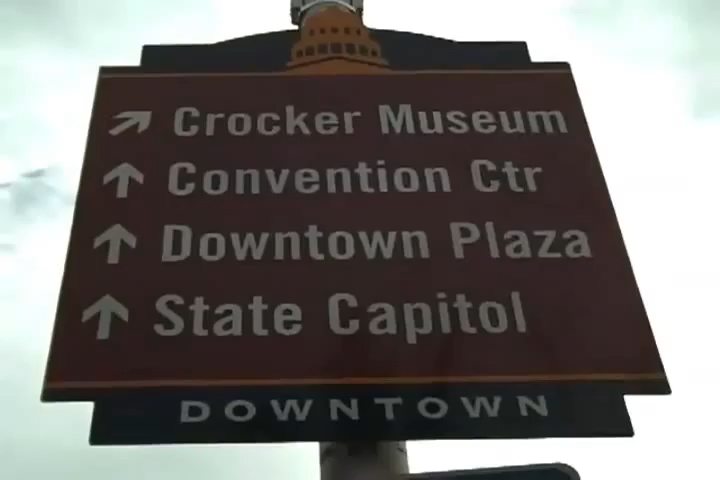 Crocker Museum
Convention Ctr
Downtown Plaza
State Capitol
DOWNTOWN